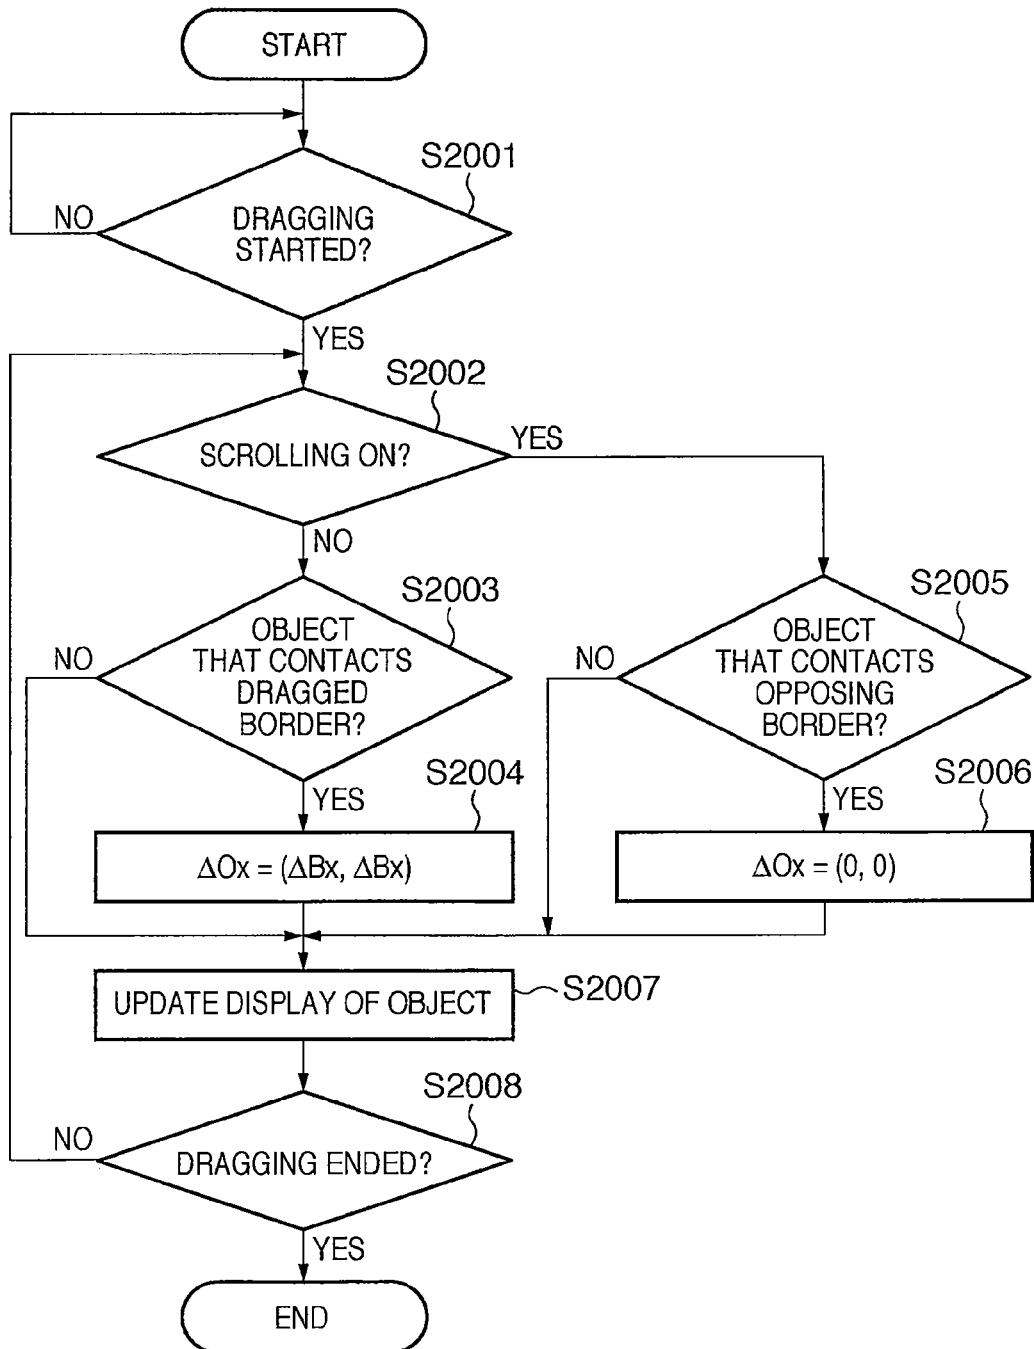 START
S2001
NO
DRAGGING
STARTED?
YES
S2002
SCROLLING ON?
YES
NO
S2003
NO
OBJECT
THAT CONTACTS
DRAGGED
BORDER?
S2005
NO
OBJECT
THAT CONTACTS
OPPOSING
BORDER?
YES
S2004
YES
S2006
ΔOx = (ΔBx, ΔBx)
ΔOx = (0, 0)
UPDATE DISPLAY OF OBJECT
S2007
S2008
NO
DRAGGING ENDED?
YES
END